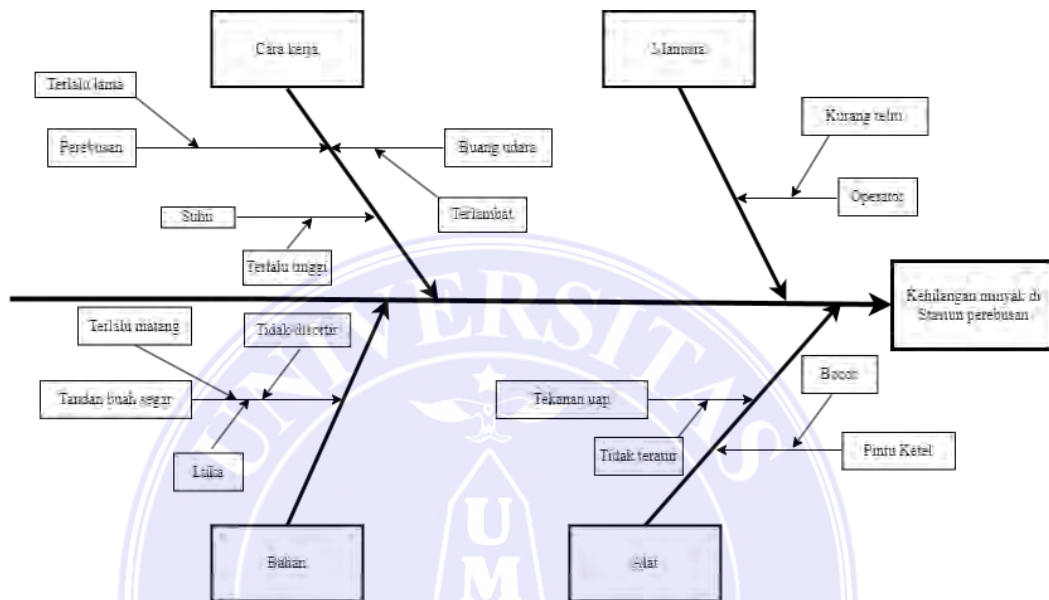 Cara kerja
Manusia
Terlalu lama
Kurang teliti
Perebusan
Buang udara
Operator
Suhu
Terlambat
Terlalu tinggi
Kehilangan minyak di
Stasiun perebusan
Terlalu matang
Tidak disortir
Bocor
Tandan buah segar
Tekanan uap
Luka
Tidak teratur
Pintu Ketel
Bahan
Alat
UNIVERSITAS
U
M